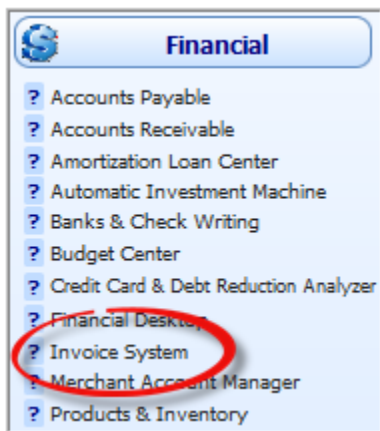 Financial
? Accounts Payable
? Accounts Receivable
? Amortization Loan Center
? Automatic Investment Machine
? Banks & Check Writing
? Budget Center
? Credit Card & Debt Reduction Analyzer
? Financial Desktop
? Invoice System
? Merchant Account Manager
? Products & Inventory